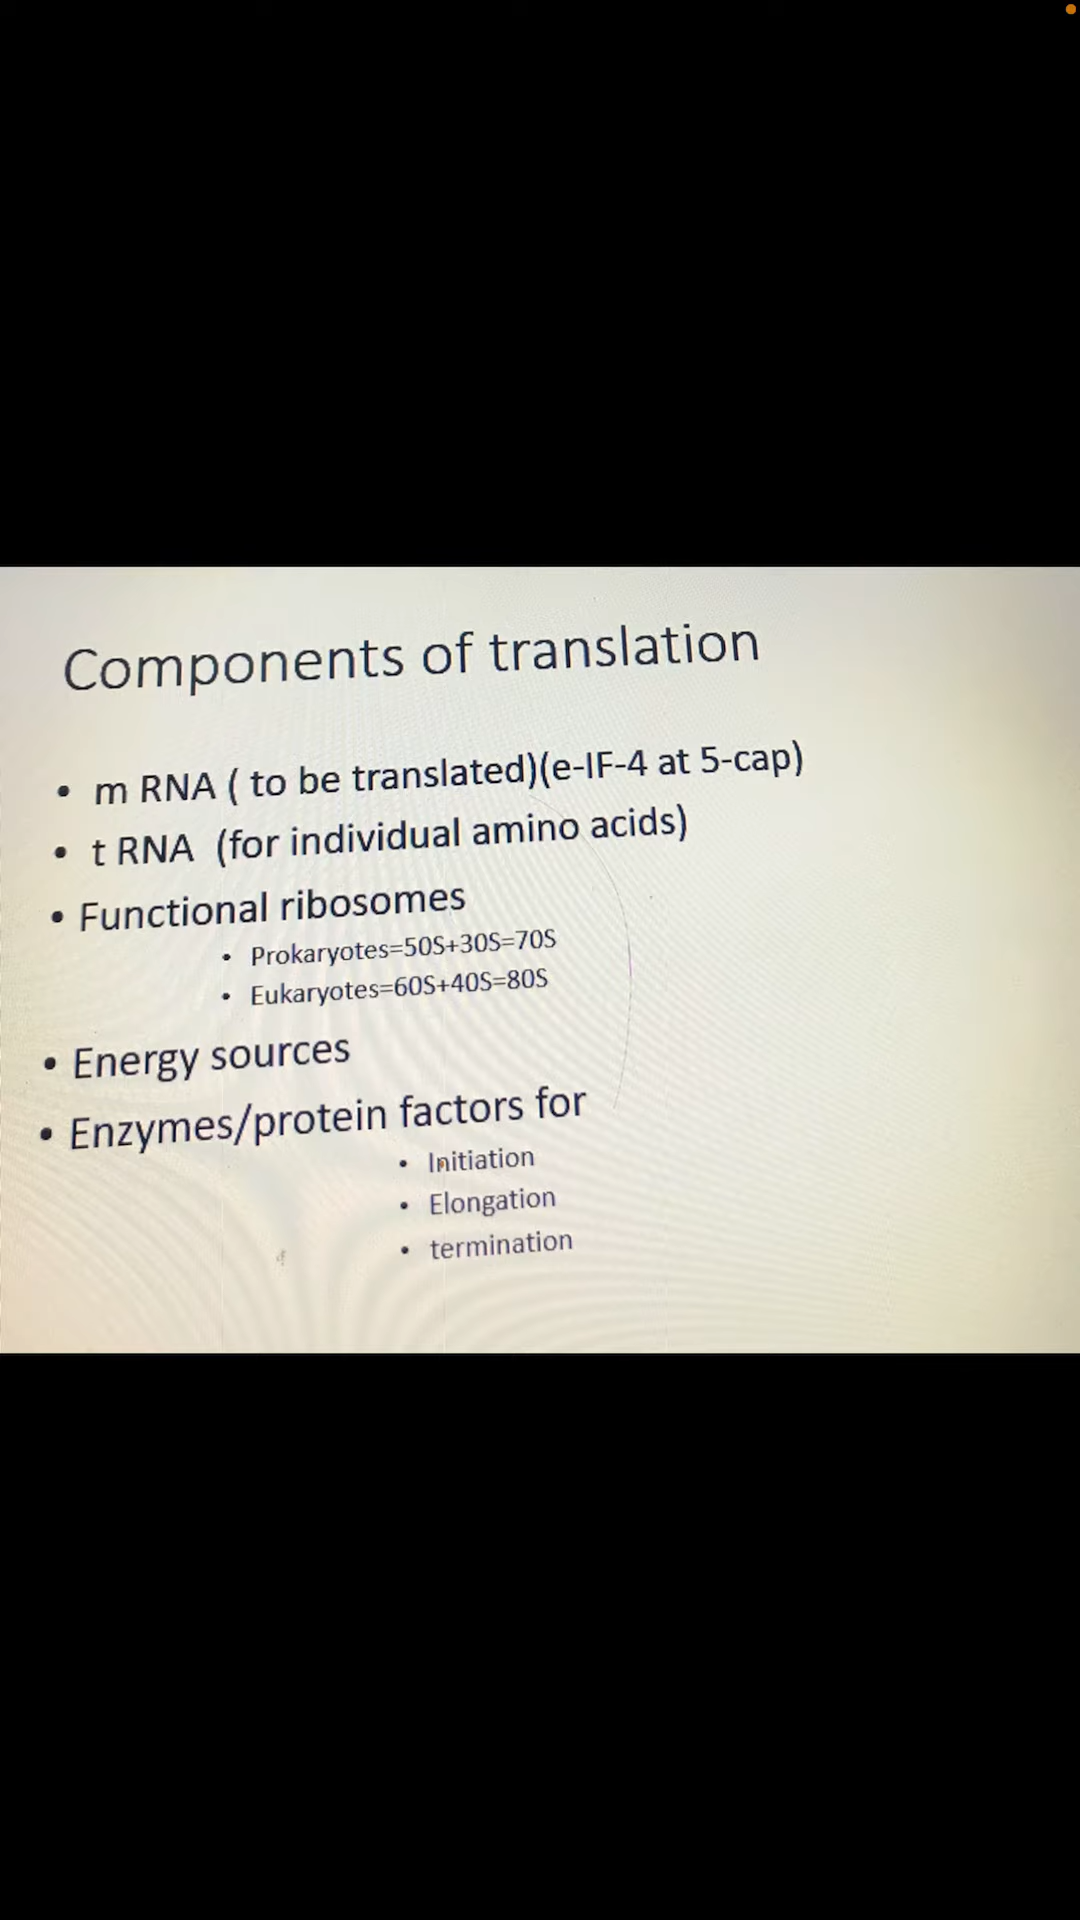 Components of translation
• m RNA ( to be translated)(e-IF-4 at 5-cap)
• t RNA (for individual amino acids)
• Functional ribosomes
• Prokaryotes=50S+30S=70S
• Eukaryotes=60S+40S=80S
• Energy sources
• Enzymes/protein factors for
• Initiation
• Elongation
• termination